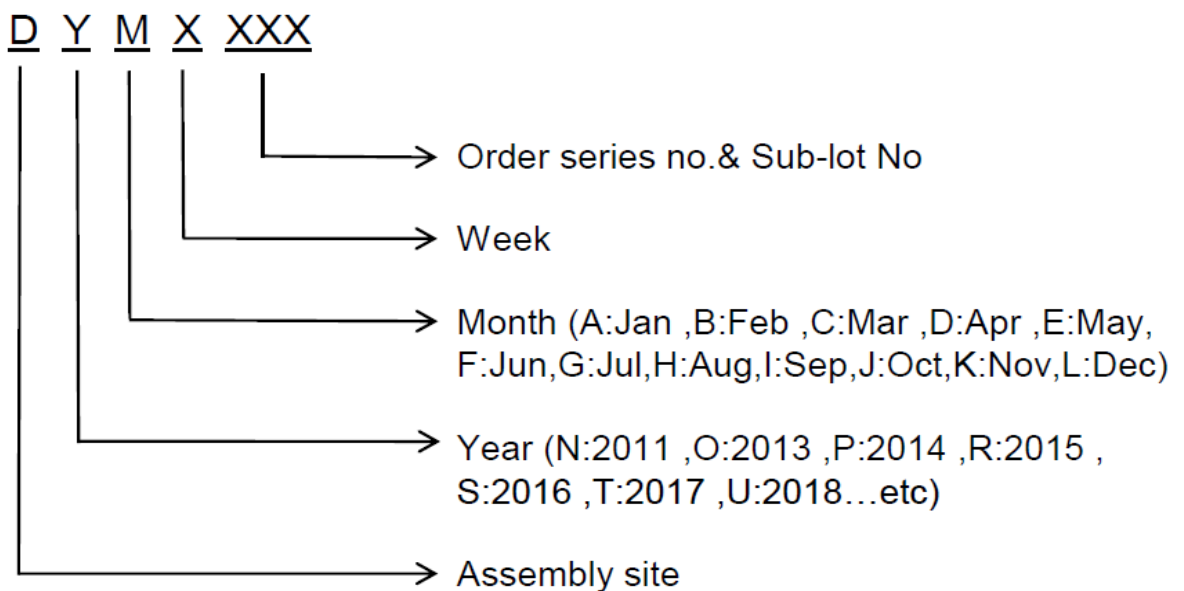 D Y M X XXX
Order series no.& Sub-lot No
Week
Month (A:Jan ,B:Feb ,C:Mar ,D:Apr ,E:May,
F:Jun,G:Jul,H:Aug,I:Sep,J:Oct,K:Nov,L:Dec)
Year (N:2011 ,O:2013 ,P:2014 ,R:2015 ,
S:2016 ,T:2017 ,U:2018…etc)
Assembly site